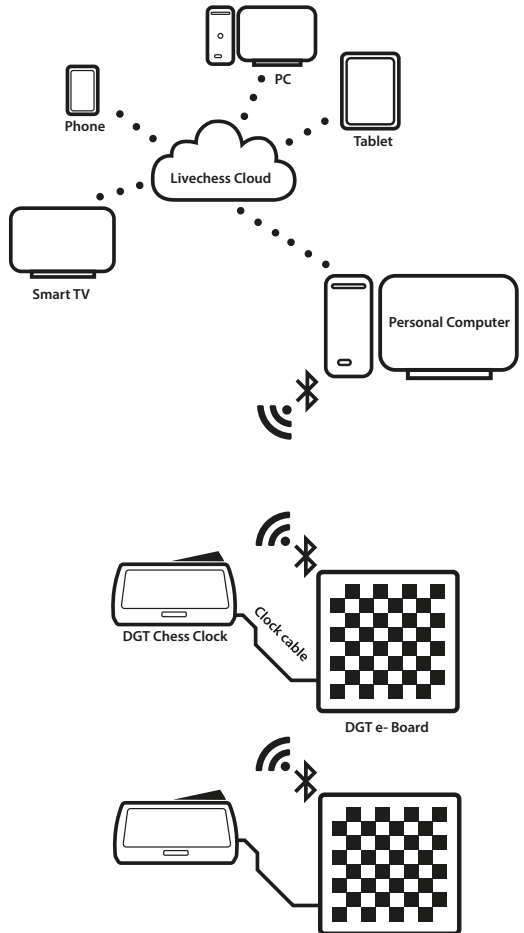 PC
Phone
Tablet
Livechess Cloud
Smart TV
Personal Computer
Clock cable
DGT Chess Clock
DGT e- Board